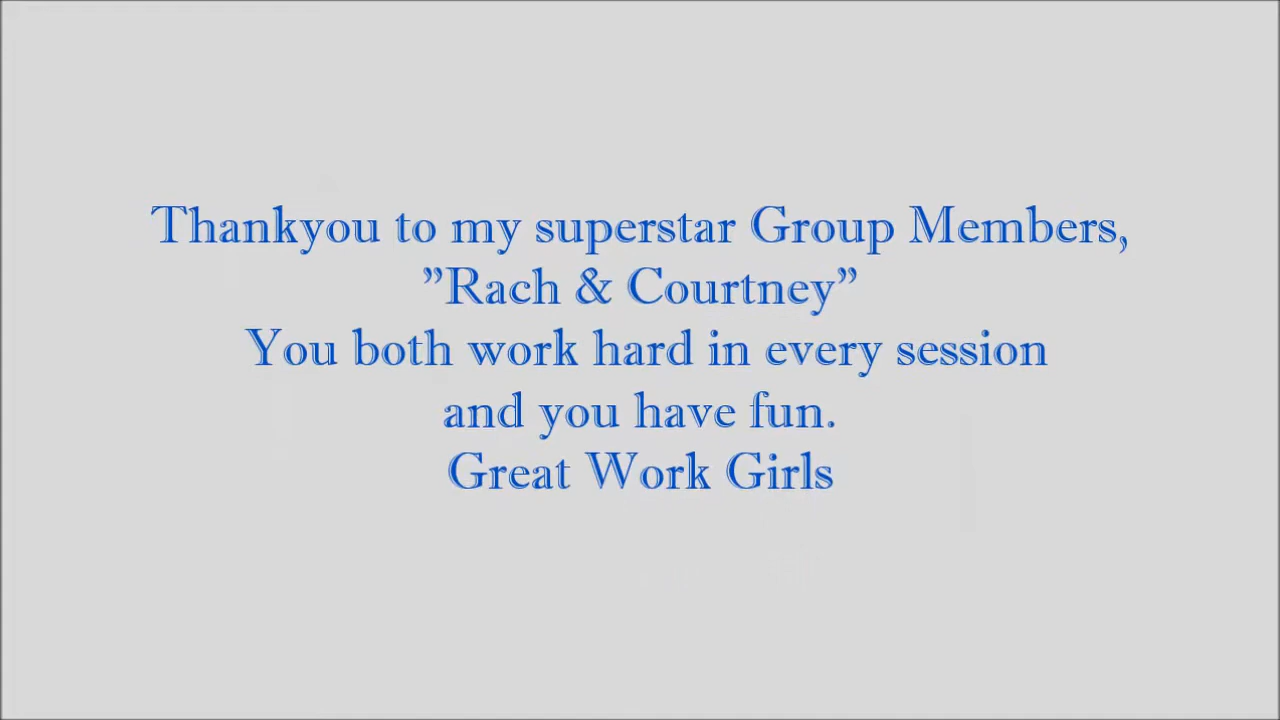 Thankyou to my superstar Group Members,
”Rach & Courtney”
You both work hard in every session
and you have fun.
Great Work Girls